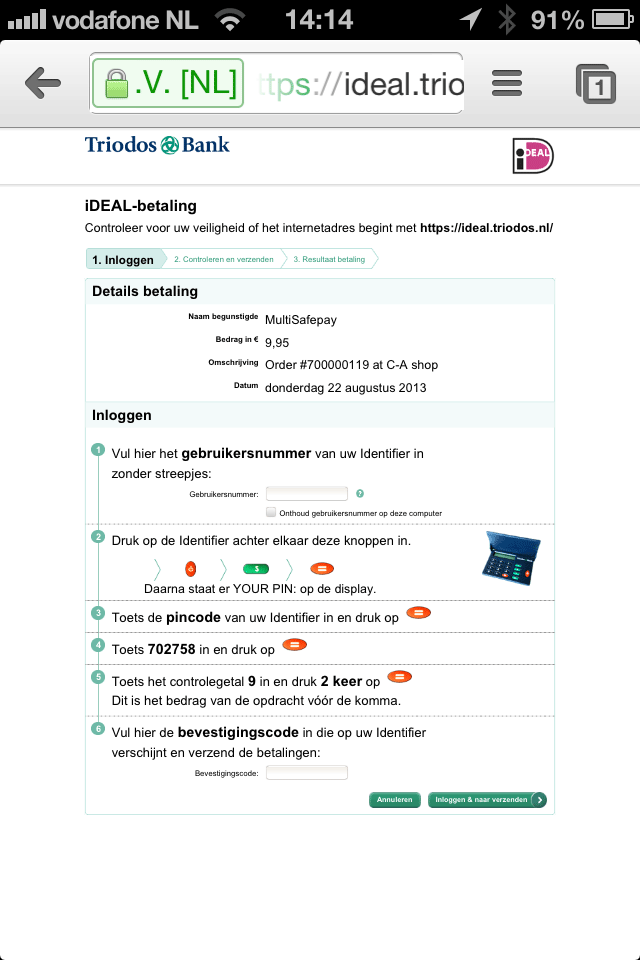 vodafone NL 14:14 91%
.V. [NL] ttps://ideal.trio 1
Triodos Bank iDEAL
iDEAL-betaling
Controleer voor uw veiligheid of het internetadres begint met https://ideal.triodos.nl/
1. Inloggen 2. Controleren en verzenden 3. Resultaat betaling
Details betaling
Naam begunstigde MultiSafepay
Bedrag in € 9,95
Omschrijving Order #700000119 at C-A shop
Datum donderdag 22 augustus 2013
Inloggen
1 Vul hier het gebruikersnummer van uw Identifier in
zonder streepjes:
Gebruikersnummer: ?
Onthoud gebruikersnummer op deze computer
2 Druk op de Identifier achter elkaar deze knoppen in.
S =
Daarna staat er YOUR PIN: op de display.
3 Toets de pincode van uw Identifier in en druk op =
4 Toets 702758 in en druk op =
5 Toets het controlegetal 9 in en druk 2 keer op =
Dit is het bedrag van de opdracht vóór de komma.
6 Vul hier de bevestigingscode in die op uw Identifier
verschijnt en verzend de betalingen:
Bevestigingscode:
Annuleren Inloggen & naar verzenden